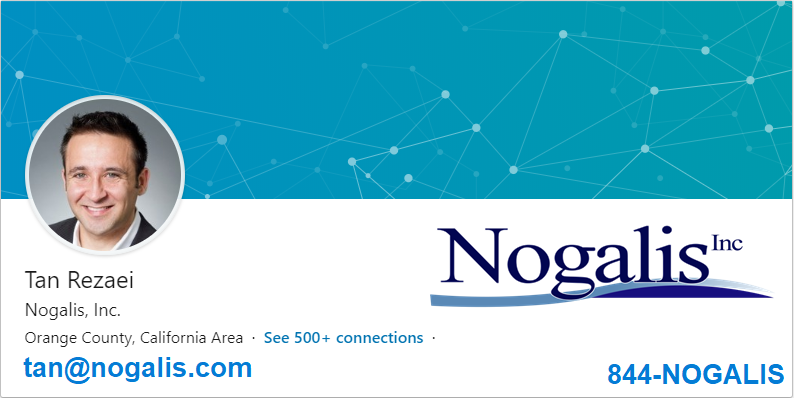 Nogalis Inc
Tan Rezaei
Nogalis, Inc.
Orange County, California Area · See 500+ connections ·
tan@nogalis.com
844-NOGALIS